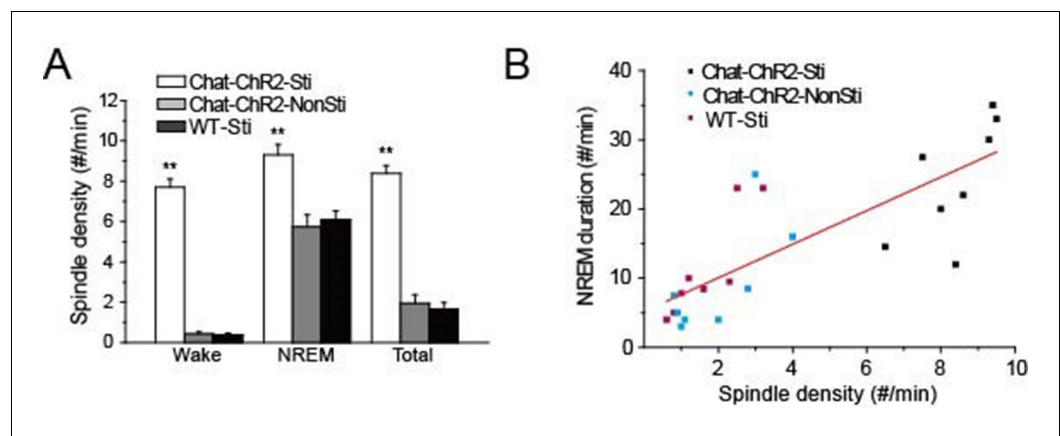 A
Chat-ChR2-Sti
Chat-ChR2-NonSti
WT-Sti
Spindle density (#/min)
12
10
8
6
4
2
0
**
**
**
Wake
NREM
Total
B
Chat-ChR2-Sti
Chat-ChR2-NonSti
WT-Sti
NREM duration (#/min)
40
30
20
10
0
2
4
6
8
10
Spindle density (#/min)